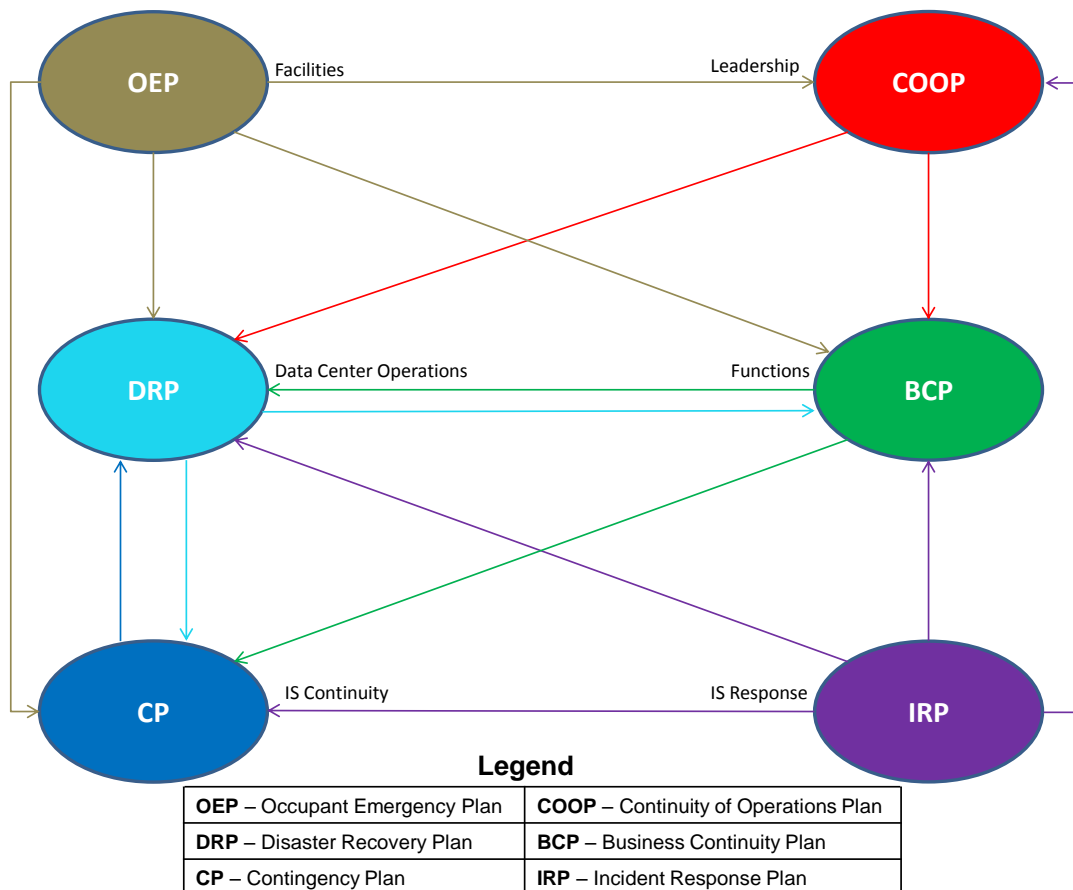 OEP
Facilities
Leadership
COOP
DRP
Data Center Operations
Functions
BCP
CP
IS Continuity
IS Response
IRP
Legend
OEP – Occupant Emergency Plan
COOP – Continuity of Operations Plan
DRP – Disaster Recovery Plan
BCP – Business Continuity Plan
CP – Contingency Plan
IRP – Incident Response Plan